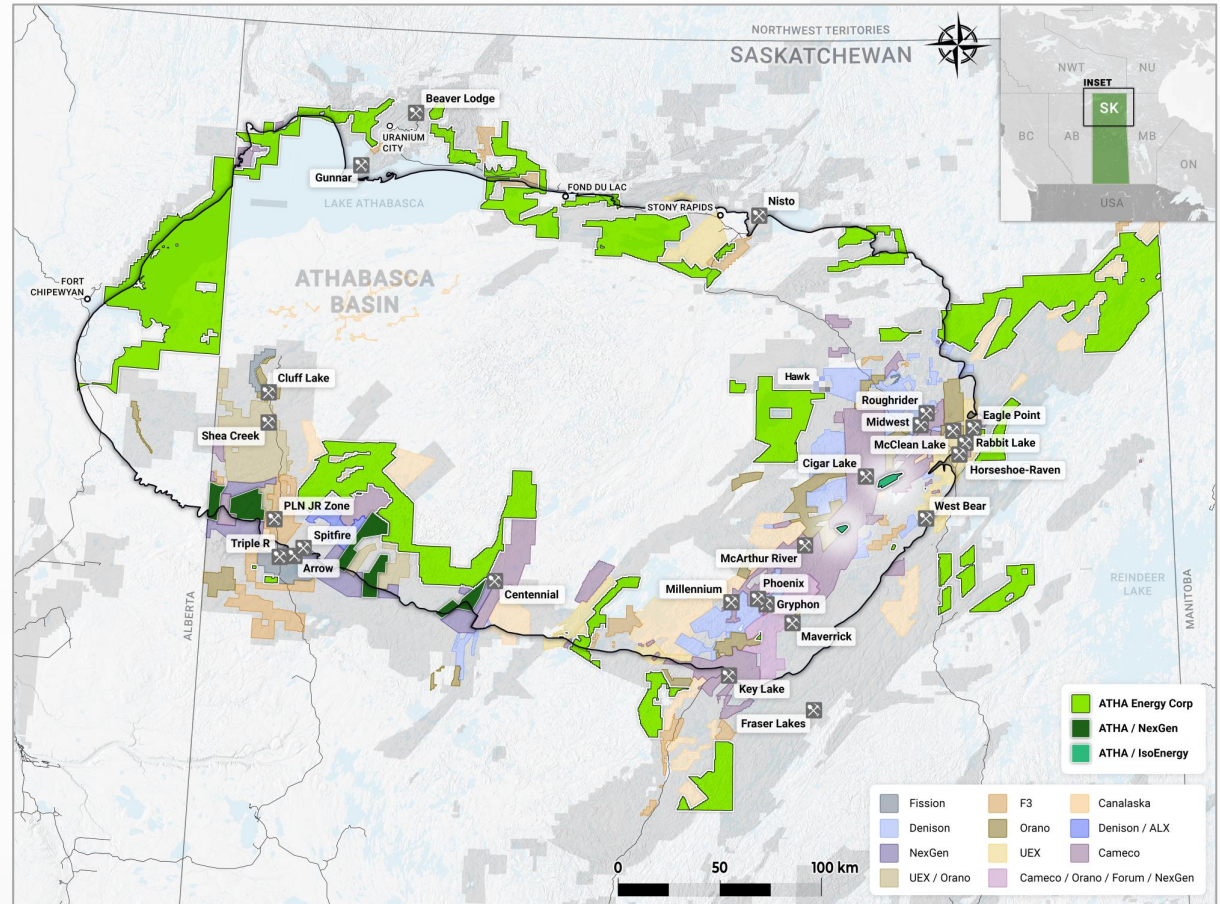 NORTHWEST TERITORIES
SASKATCHEWAN
NWT
NU
INSET
SK
BC
AB
MB
ON
USA
Beaver Lodge
URANIUM
CITY
Gunnar
LAKE ATHABASCA
FOND DU LAC
STONY RAPIDS
Nisto
FORT
CHIPEWYAN
ATHABASCA
BASIN
Cluff Lake
Shea Creek
Hawk
Roughrider
Midwest
McClean Lake
Eagle Point
Rabbit Lake
Horseshoe-Raven
Cigar Lake
West Bear
PLN JR Zone
Triple R
Spitfire
Arrow
Centennial
McArthur River
Millennium
Phoenix
Gryphon
Maverrick
Key Lake
Fraser Lakes
ALBERTA
REINDEER
LAKE
MANITOBA
ATHA Energy Corp
ATHA / NexGen
ATHA / IsoEnergy
Fission
F3
Canalaska
Denison
Orano
Denison / ALX
NexGen
UEX
Cameco
UEX / Orano
Cameco / Orano / Forum / NexGen
0
50
100 km